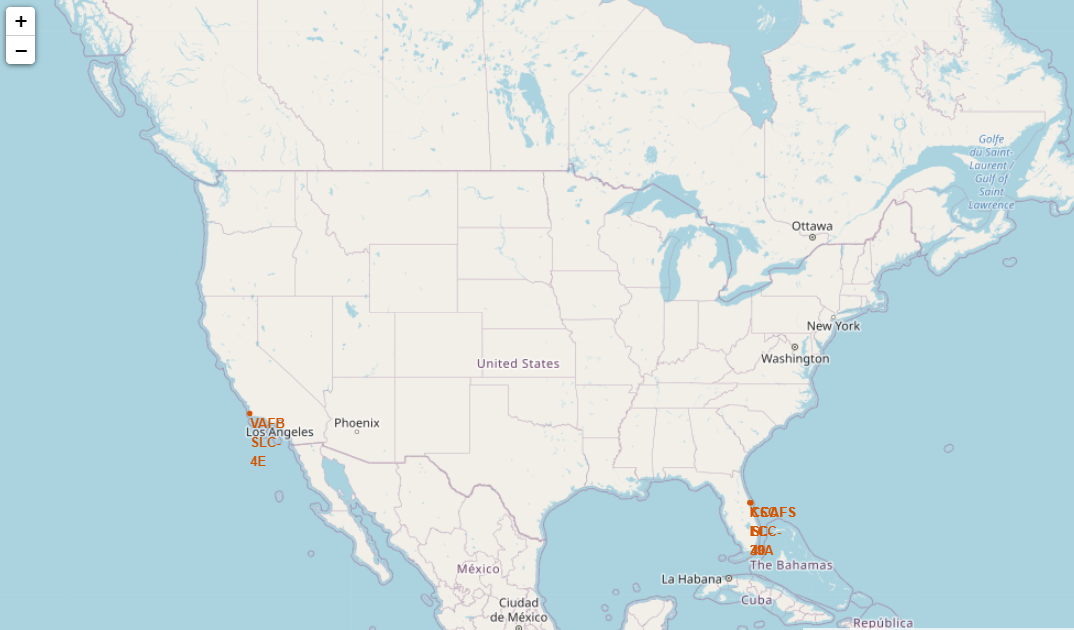 +
−
Golfe
du Saint-
Laurent /
Gulf of
Saint
Lawrence
Ottawa
New York
Washington
United States
VAFB
SLC-
4E
Los Angeles
Phoenix
The Bahamas
La Habana
México
Cuba
Ciudad
de México
República